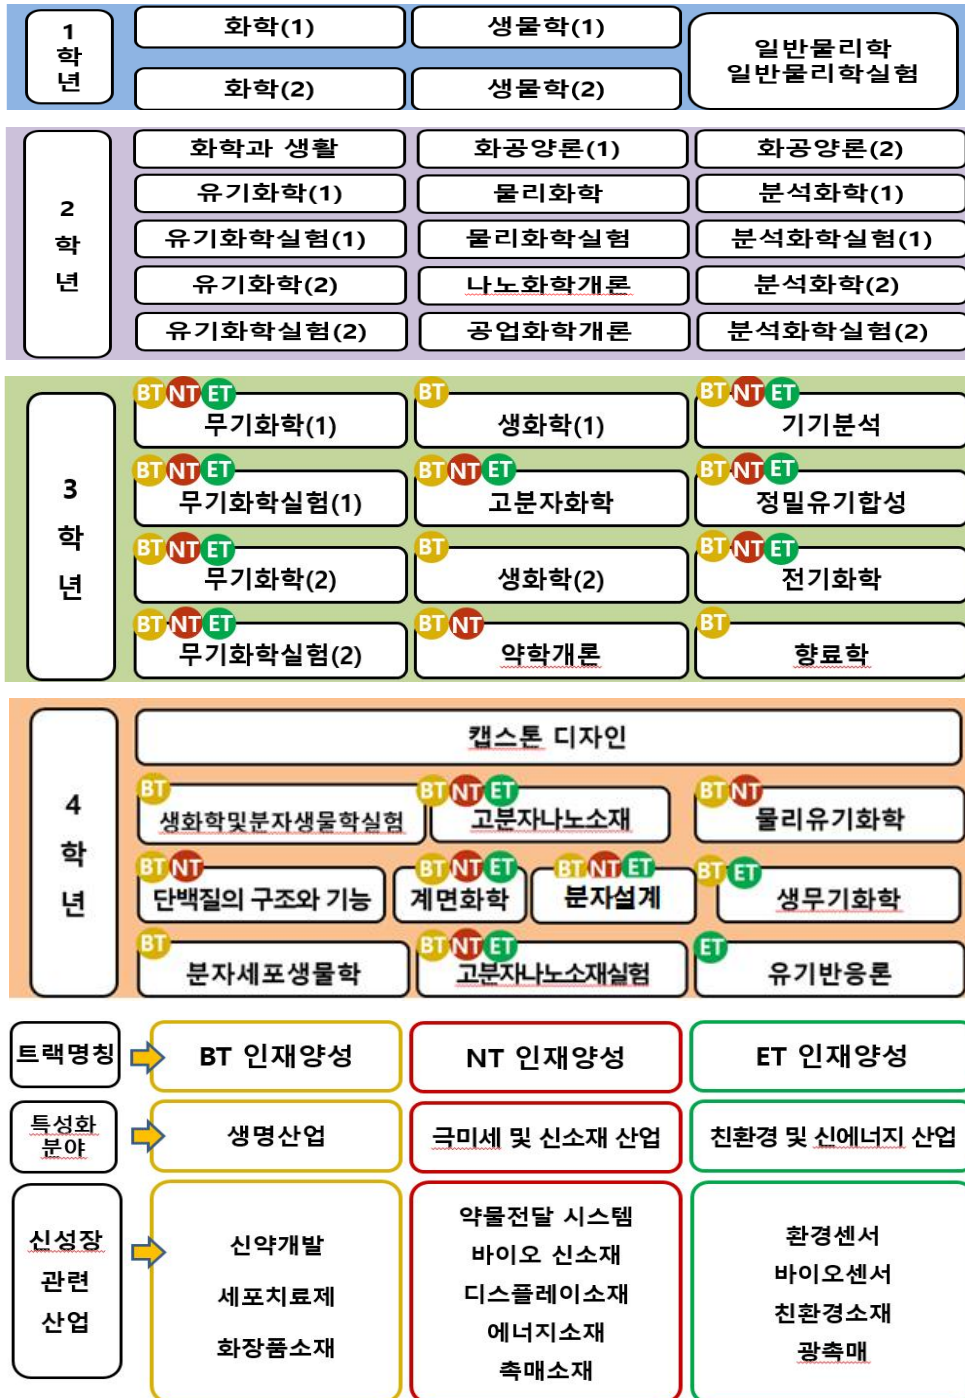 1
학
년
화학(1)
생물학(1)
일반물리학
일반물리학실험
화학(2)
생물학(2)
2
학
년
화학과 생활
화공양론(1)
화공양론(2)
유기화학(1)
물리화학
분석화학(1)
유기화학실험(1)
물리화학실험
분석화학실험(1)
유기화학(2)
나노화학개론
분석화학(2)
유기화학실험(2)
공업화학개론
분석화학실험(2)
3
학
년
BT NT ET
무기화학(1)
BT
생화학(1)
BT NT ET
기기분석
BT NT ET
무기화학실험(1)
BT NT ET
고분자화학
BT NT ET
정밀유기합성
BT NT ET
무기화학(2)
BT
생화학(2)
BT NT ET
전기화학
BT NT ET
무기화학실험(2)
BT NT
약학개론
BT
향료학
4
학
년
캡스톤 디자인
BT
생화학및분자생물학실험
BT NT ET
고분자나노소재
BT NT
물리유기화학
BT NT
단백질의 구조와 기능
BT NT ET
계면화학
BT NT ET
분자설계
BT ET
생무기화학
BT
분자세포생물학
BT NT ET
고분자나노소재실험
ET
유기반응론
트랙명칭
BT 인재양성
NT 인재양성
ET 인재양성
특성화
분야
생명산업
극미세 및 신소재 산업
친환경 및 신에너지 산업
신성장
관련
산업
신약개발
세포치료제
화장품소재
약물전달 시스템
바이오 신소재
디스플레이소재
에너지소재
촉매소재
환경센서
바이오센서
친환경소재
광촉매